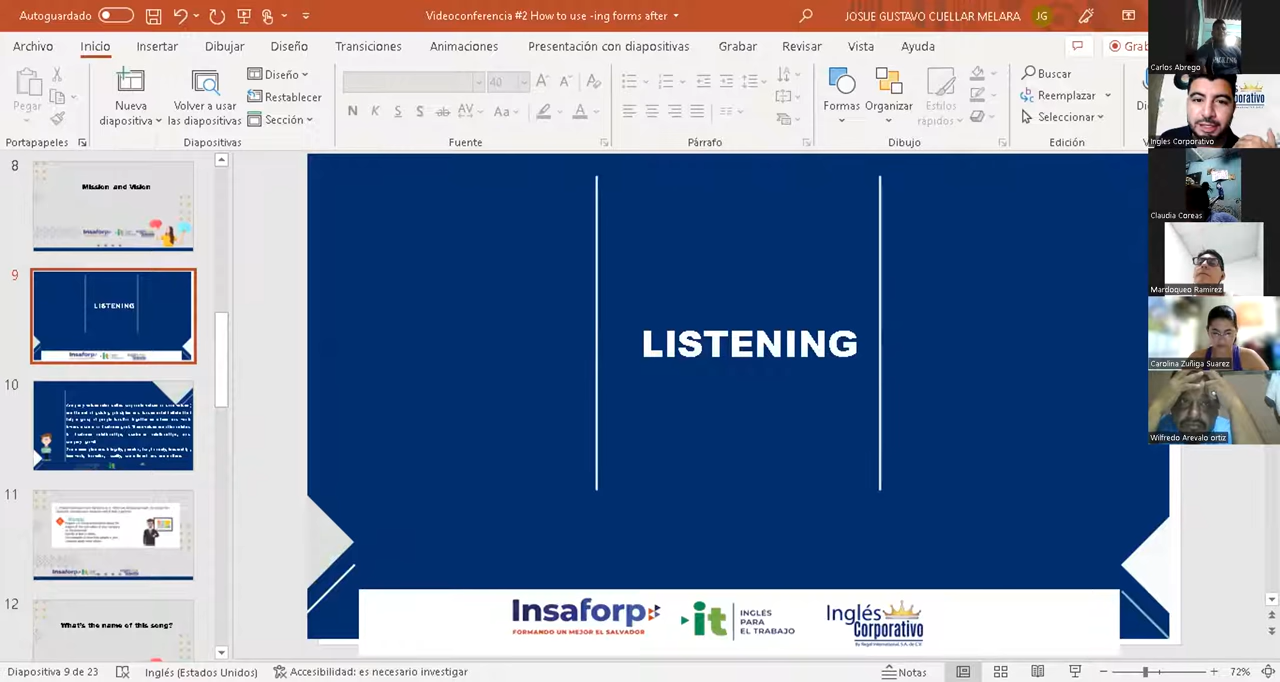 Autoguardado
Videoconferencia #2 How to use -ing forms after
JOSUE GUSTAVO CUELLAR MELARA
JG
Archivo
Inicio
Insertar
Dibujar
Diseño
Transiciones
Animaciones
Presentación con diapositivas
Grabar
Revisar
Vista
Ayuda
Pegar
Nueva
diapositiva
Volver a usar
las diapositivas
Diseño
Restablecer
Sección
40
N K S S ab AV Aa
Formas
Organizar
Estilos
rápidos
Buscar
Reemplazar
Seleccionar
Portapapeles
Diapositivas
Fuente
Párrafo
Dibujo
Edición
Carlos Abrego
Ingles Corporativo
Claudia Coreas
Mardoqueo Ramirez
Carolina Zuñiga Suarez
Wilfredo Arevalo ortiz
8
Mission and Vision
9
LISTENING
10
11
12
What's the name of this song?
LISTENING
Insaforp
FORMANDO UN MEJOR EL SALVADOR
it
INGLÉS
PARA
EL TRABAJO
Inglés
Corporativo
Diapositiva 9 de 23
Inglés (Estados Unidos)
Accesibilidad: es necesario investigar
Notas
72%